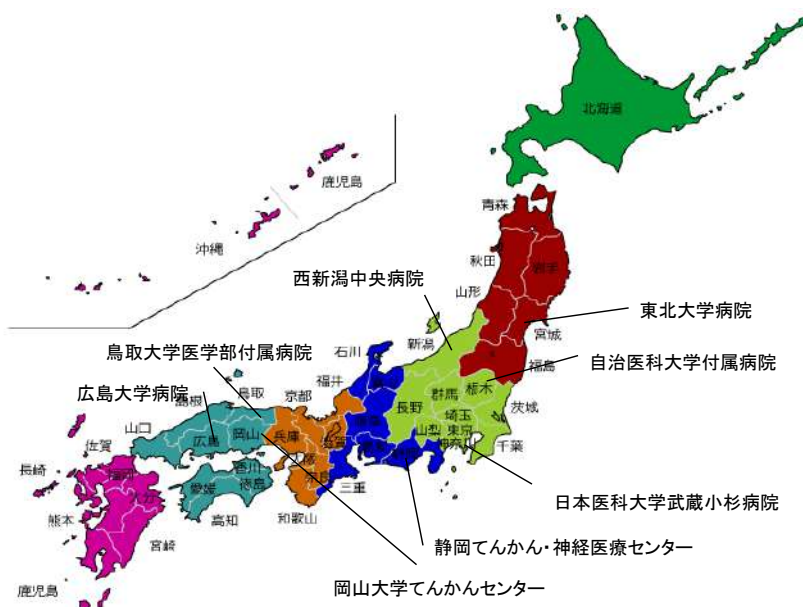 北海道
鹿児島
沖縄
青森
秋田
岩手
西新潟中央病院
山形
東北大学病院
宮城
新潟
石川
鳥取大学医学部付属病院
福島
自治医科大学付属病院
福井
広島大学病院
鳥取
京都
島根
群馬
栃木
長野
茨城
埼玉
山口
広島
岡山
兵庫
滋賀
山梨
東京
神奈川
千葉
佐賀
福岡
香川
奈良
長崎
大分
愛媛
徳島
三重
日本医科大学武蔵小杉病院
熊本
高知
和歌山
宮崎
静岡てんかん・神経医療センター
鹿児島
岡山大学てんかんセンター